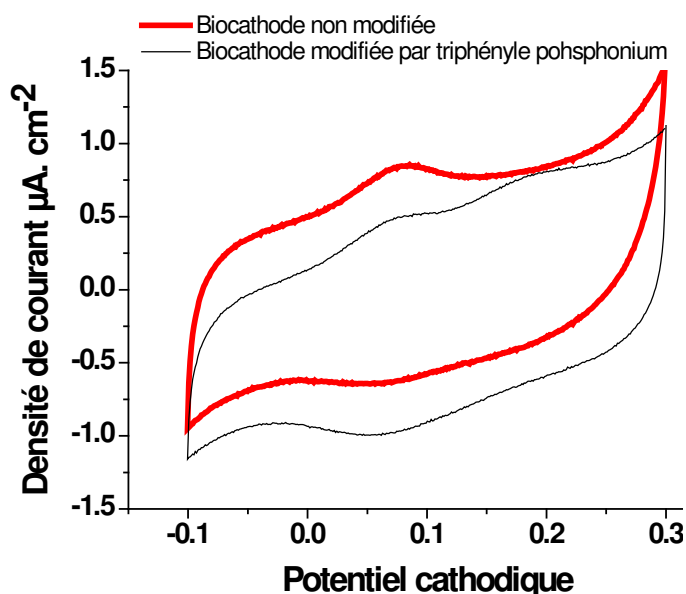 Biocathode non modifiée
Biocathode modifiée par triphényle pohsphonium
1.5
1.0
0.5
0.0
-0.5
-1.0
-1.5
Densité de courant µA. cm-2
-0.1 0.0 0.1 0.2 0.3
Potentiel cathodique